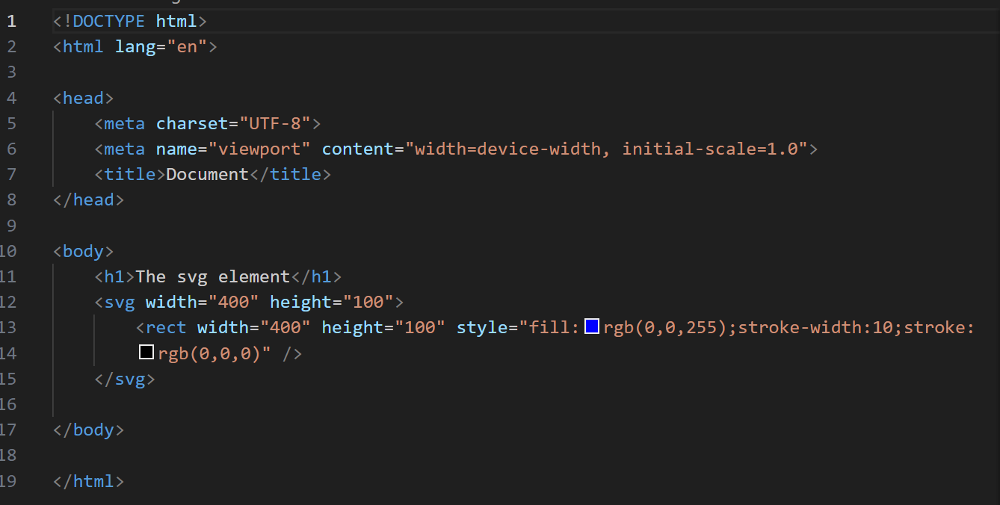 1 <!DOCTYPE html>
2 <html lang="en">
3
4 <head>
5     <meta charset="UTF-8">
6     <meta name="viewport" content="width=device-width, initial-scale=1.0">
7     <title>Document</title>
8 </head>
9
10 <body>
11     <h1>The svg element</h1>
12     <svg width="400" height="100">
13         <rect width="400" height="100" style="fill:rgb(0,0,255);stroke-width:10;stroke:
14         rgb(0,0,0)" />
15     </svg>
16
17 </body>
18
19 </html>